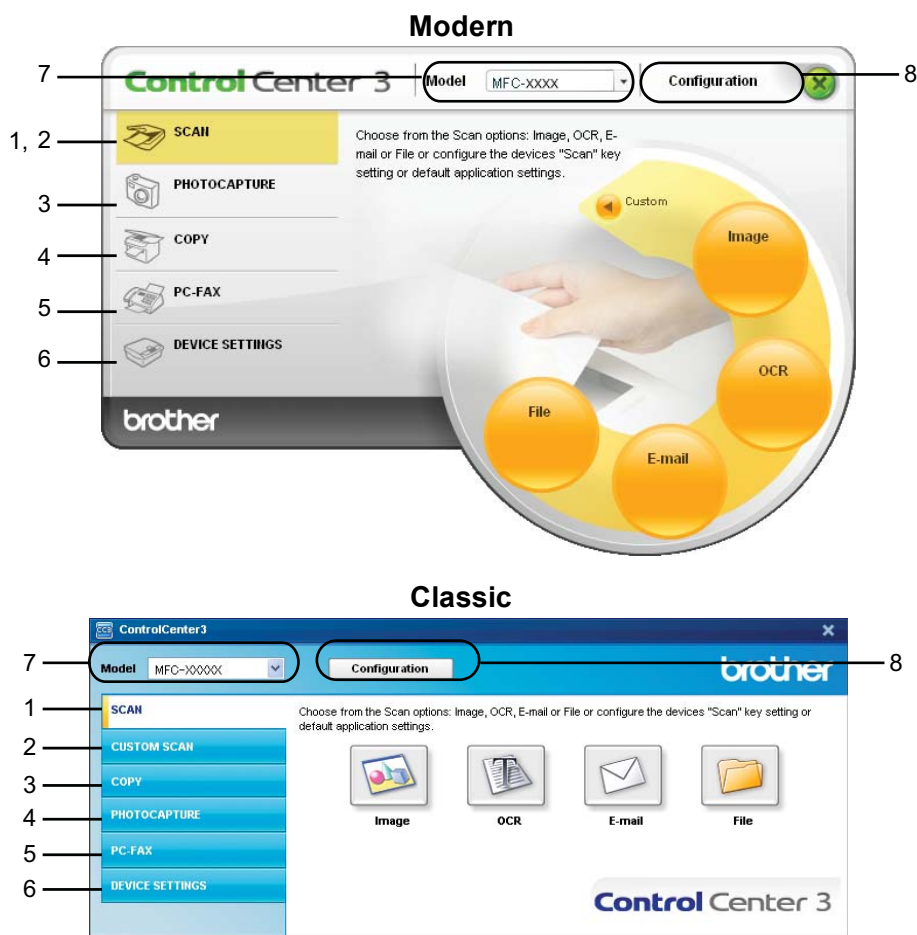 Modern
7
Control Center 3
Model
MFC-XXXX
Configuration
8
1, 2
SCAN
Choose from the Scan options: Image, OCR, E-
mail or File or configure the devices "Scan" key
setting or default application settings.
3
PHOTOCAPTURE
Custom
Image
4
COPY
5
PC-FAX
6
DEVICE SETTINGS
OCR
File
E-mail
brother
Classic
CC3
ControlCenter3
7
Model
MFC-XXXXX
Configuration
8
brother
1
SCAN
Choose from the Scan options: Image, OCR, E-mail or File or configure the devices "Scan" key setting or
default application settings.
2
CUSTOM SCAN
3
COPY
T
4
PHOTOCAPTURE
Image
OCR
E-mail
File
5
PC-FAX
6
DEVICE SETTINGS
Control Center 3